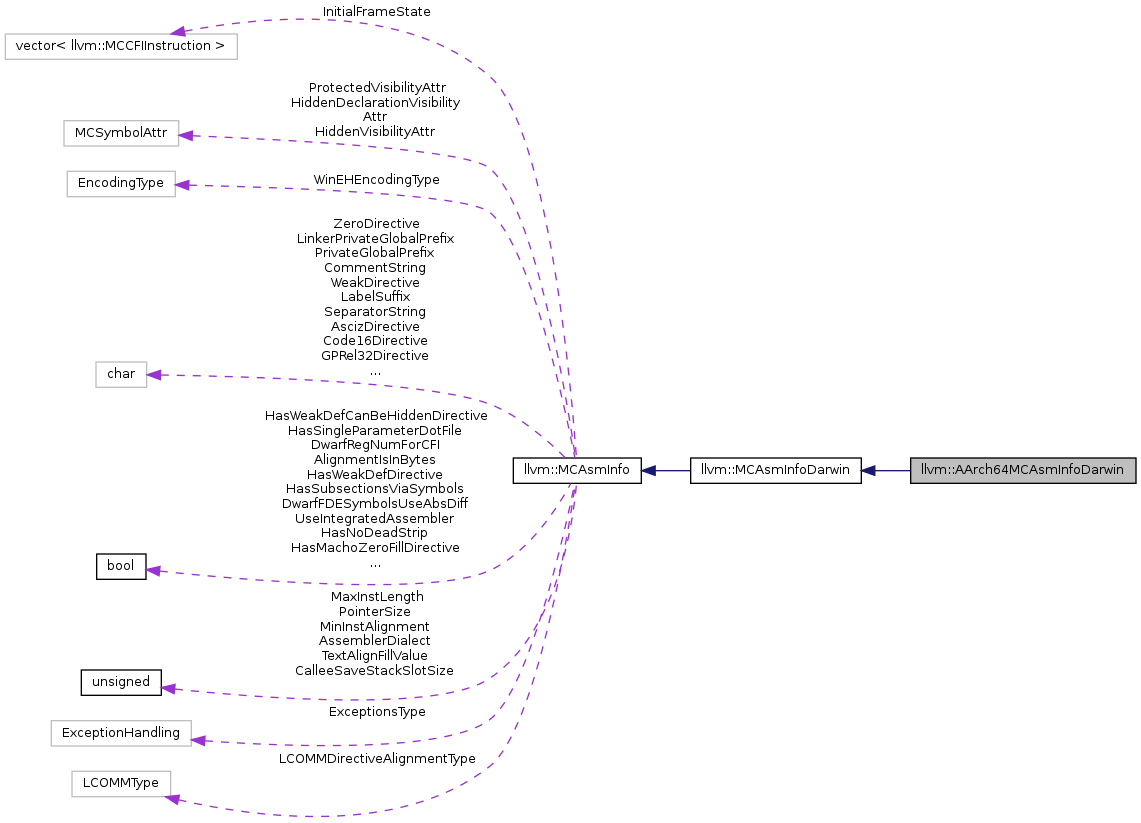 InitialFrameState
vector< llvm::MCCFIInstruction >
ProtectedVisibilityAttr
HiddenDeclarationVisibility
Attr
HiddenVisibilityAttr
MCSymbolAttr
WinEHEncodingType
EncodingType
ZeroDirective
LinkerPrivateGlobalPrefix
PrivateGlobalPrefix
CommentString
WeakDirective
LabelSuffix
SeparatorString
AscizDirective
Code16Directive
GPRel32Directive
...
char
HasWeakDefCanBeHiddenDirective
HasSingleParameterDotFile
DwarfRegNumForCFI
AlignmentIsInBytes
HasWeakDefDirective
HasSubsectionsViaSymbols
DwarfFDESymbolsUseAbsDiff
UseIntegratedAssembler
HasNoDeadStrip
HasMachoZeroFillDirective
...
llvm::MCAsmInfo
llvm::MCAsmInfoDarwin
llvm::AArch64MCAsmInfoDarwin
bool
MaxInstLength
PointerSize
MinInstAlignment
AssemblerDialect
TextAlignFillValue
CalleeSaveStackSlotSize
unsigned
ExceptionsType
ExceptionHandling
LCOMMDirectiveAlignmentType
LCOMMType